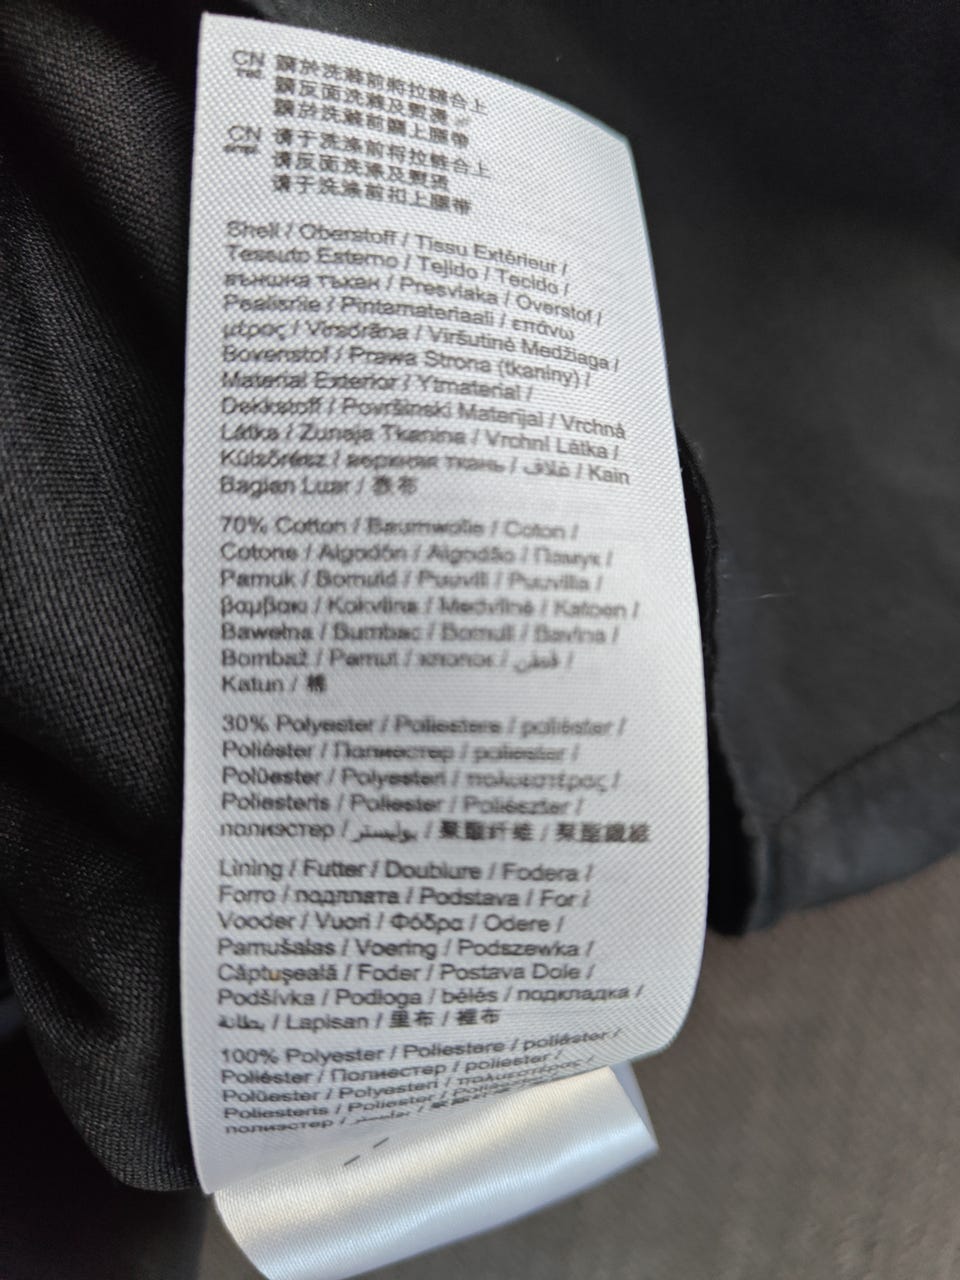 CN 請於洗滌前將拉鏈合上
請反面洗滌及熨燙
請於洗滌前關上腰帶
CN 请于洗涤前将拉链合上
请反面洗涤及熨烫
请于洗涤前扣上腰带
Shell / Oberstoff / Tissu Extérieur /
Tessuto Esterno / Tejido / Tecido /
външна тъкан / Presvlaka / Overstof /
Pealisriie / Pintamateriaali / επάνω
μέρος / Virsdrāna / Viršutinė Medžiaga /
Bovenstof / Prawa Strona (tkaniny) /
Material Exterior / Ytmaterial /
Dekkstoff / Površinski Materijal / Vrchná
Látka / Zunaja Tkanina / Vrchní Látka /
Külsőrész / верхняя ткань / غلاف / Kain
Bagian Luar / 表布
70% Cotton / Baumwolle / Coton /
Cotone / Algodón / Algodão / Памук /
Pamuk / Bomuld / Puuvill / Puuvilla /
βαμβακι / Kokvilna / Medvilnė / Katoen /
Bawełna / Bumbac / Bomull / Bavlna /
Bombaž / Pamut / хлопок / قطن /
Katun / 棉
30% Polyester / Poliestere / poliéster /
Poliéster / Полиестер / poliester /
Polüester / Polyesteri / πολυεστέρας /
Poliesteris / Poliester / Poliészter /
полиэстер / بوليستر / 聚酯纤维 / 聚酯纖維
Lining / Futter / Doublure / Fodera /
Forro / подплата / Podstava / For /
Vooder / Vuori / Φόδρα / Odere /
Pamušalas / Voering / Podszewka /
Căptuşeală / Foder / Postava Dole /
Podšívka / Podloga / bélés / подкладка /
بطانة / Lapisan / 里布 / 裡布
100% Polyester / Poliestere / poliéster /
Poliéster / Полиестер / poliester /
Polüester / Polyesteri / πολυεστέρας /
Poliesteris / Poliester /
полиэстер / بوليستر /